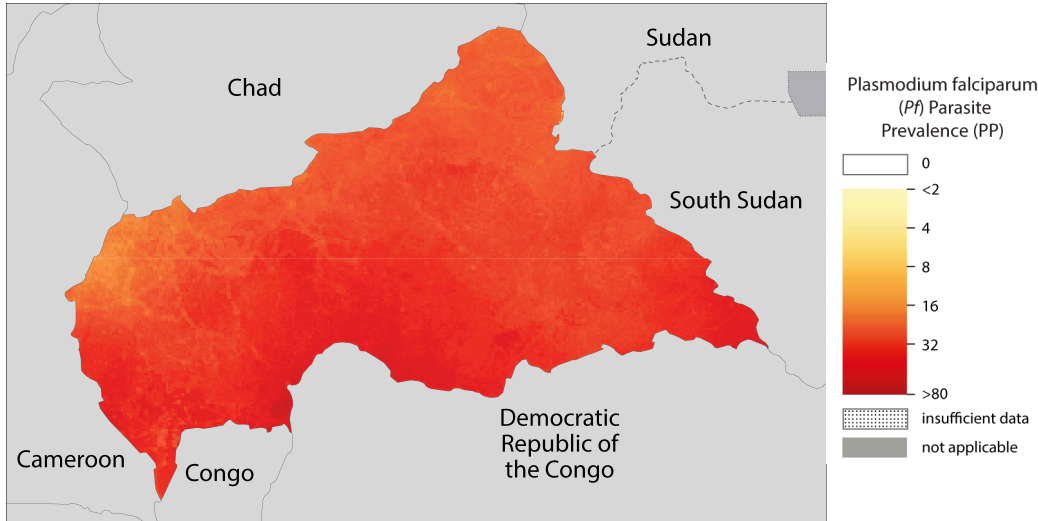 Sudan
Chad
South Sudan
Democratic
Republic of
the Congo
Cameroon
Congo
Plasmodium falciparum
(Pf) Parasite
Prevalence (PP)
0
<2
4
8
16
32
>80
insufficient data
not applicable